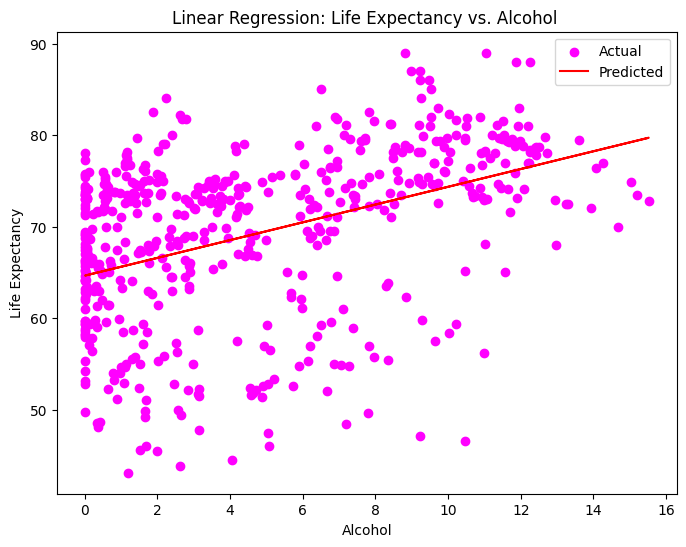 Linear Regression: Life Expectancy vs. Alcohol
Actual
Predicted
90
80
70
60
50
Life Expectancy
0 2 4 6 8 10 12 14 16
Alcohol